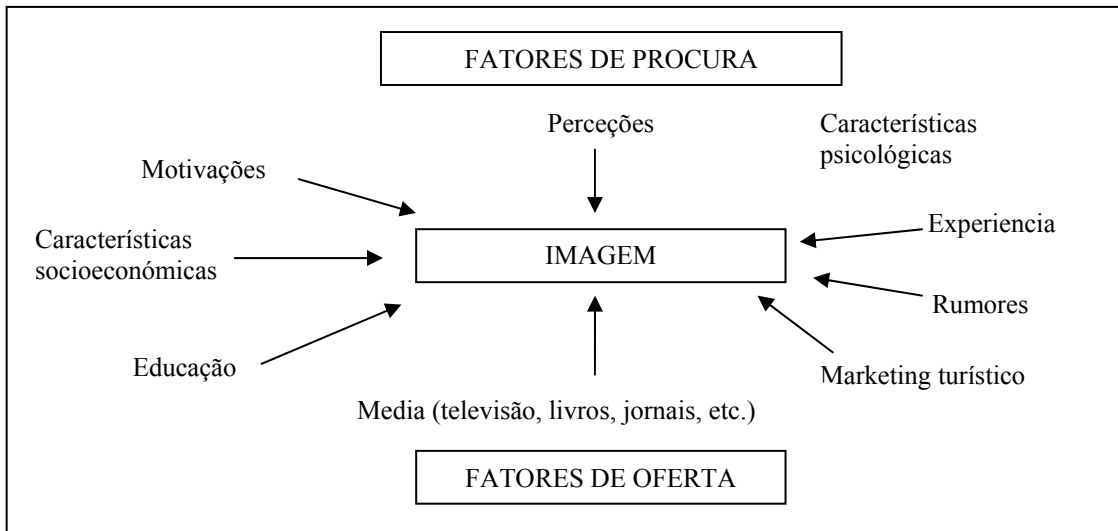 FATORES DE PROCURA
Perceções
Características
psicológicas
Motivações
Experiencia
Características
socioeconómicas
IMAGEM
Rumores
Educação
Marketing turístico
Media (televisão, livros, jornais, etc.)
FATORES DE OFERTA